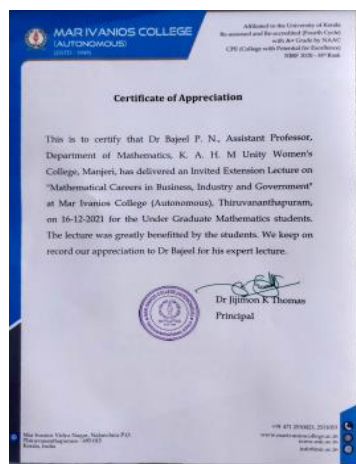 MAR IVANIOS COLLEGE
(AUTONOMOUS)
Affiliated to the University of Kerala
Re-assessed and Re-accredited (Fourth Cycle)
with A+ Grade by NAAC
CPE (College with Potential for Excellence)
Certificate of Appreciation
This is to certify that Dr Bajeel P. N., Assistant Professor,
Department of Mathematics, K. A. H. M Unity Women's
College, Manjeri, has delivered an Invited Extension Lecture on
"Mathematical Careers in Business, Industry and Government"
at Mar Ivanios College (Autonomous), Thiruvananthapuram,
on 16-12-2021 for the Under Graduate Mathematics students.
The lecture was greatly benefitted by the students. We keep on
record our appreciation to Dr Bajeel for his expert lecture.
Dr Jijimon K Thomas
Principal
Mar Ivanios Vidya Nagar, Nalanchira P.O.
Kerala, India